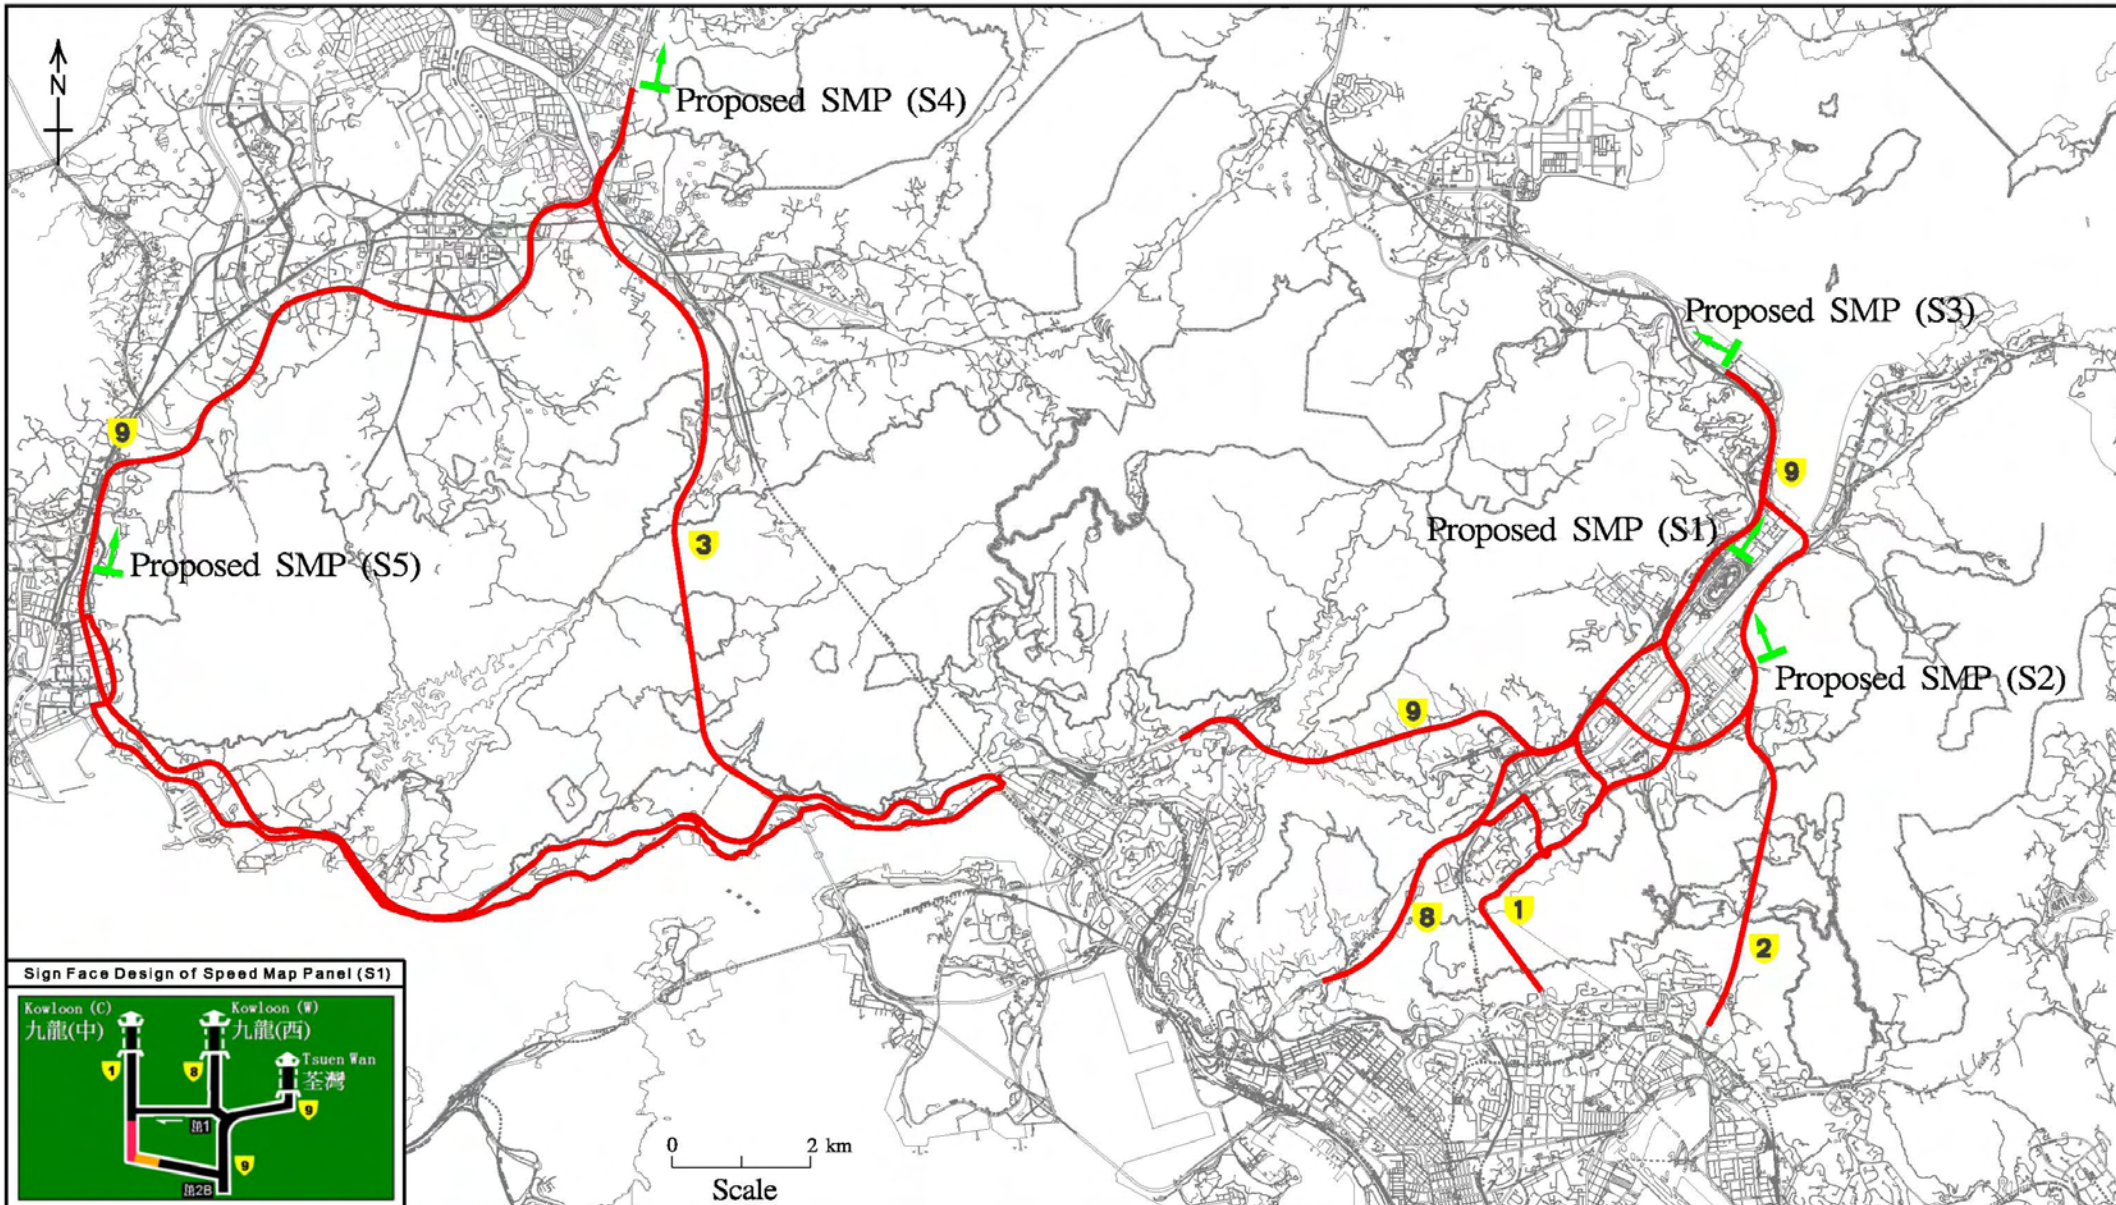 N
Proposed SMP (S4)
Proposed SMP (S3)
9
9
Proposed SMP (S1)
3
Proposed SMP (S5)
Proposed SMP (S2)
9
8
1
2
Sign Face Design of Speed Map Panel (S1)
Kowloon (C)
九龍(中)
Kowloon (W)
九龍(西)
Tsuen Wan
荃灣
1
8
9
1
9
2B
0 2 km
Scale